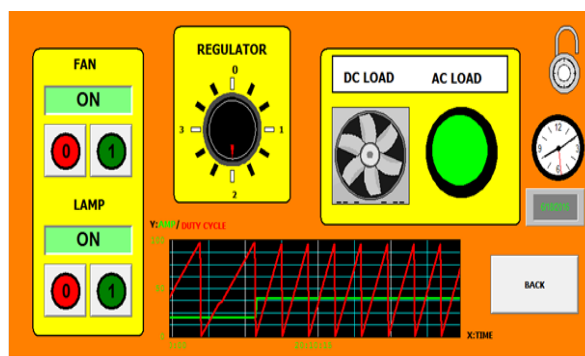 FAN
ON
0 1
LAMP
ON
0 1
REGULATOR
0
3 1
2
DC LOAD AC LOAD
Y:AMP/ DUTY CYCLE
X:TIME
BACK